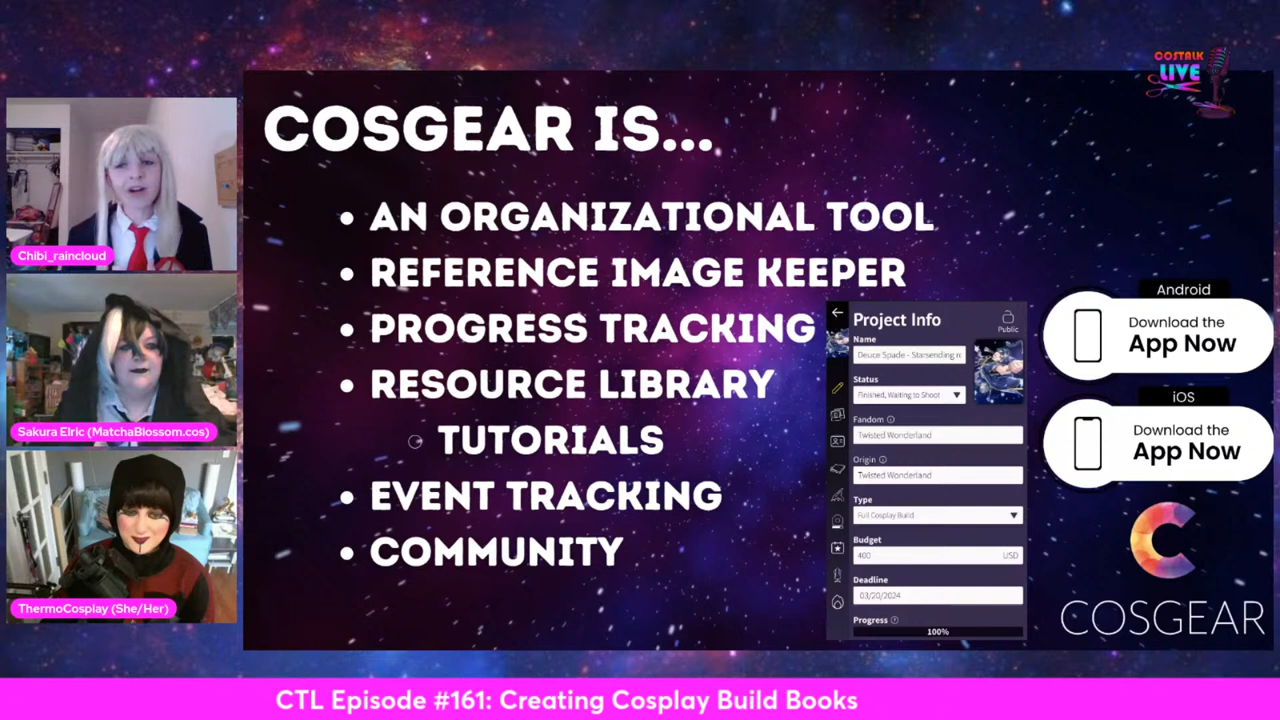 COSTALK
LIVE
COSGEAR IS...
• AN ORGANIZATIONAL TOOL
• REFERENCE IMAGE KEEPER
• PROGRESS TRACKING
• RESOURCE LIBRARY
TUTORIALS
• EVENT TRACKING
• COMMUNITY
Chibi_raincloud
Sakura Elric (MatchaBlossom.cos)
ThermoCosplay (She/Her)
Project Info
Public
Name
Deuce Spade - Starsending r
Status
Finished, Waiting to Shoot
Fandom
Twisted Wonderland
Origin
Twisted Wonderland
Type
Full Cosplay Build
Budget
400 USD
Deadline
03/20/2024
Progress
100%
Android
Download the
App Now
iOS
Download the
App Now
COSGEAR
CTL Episode #161: Creating Cosplay Build Books